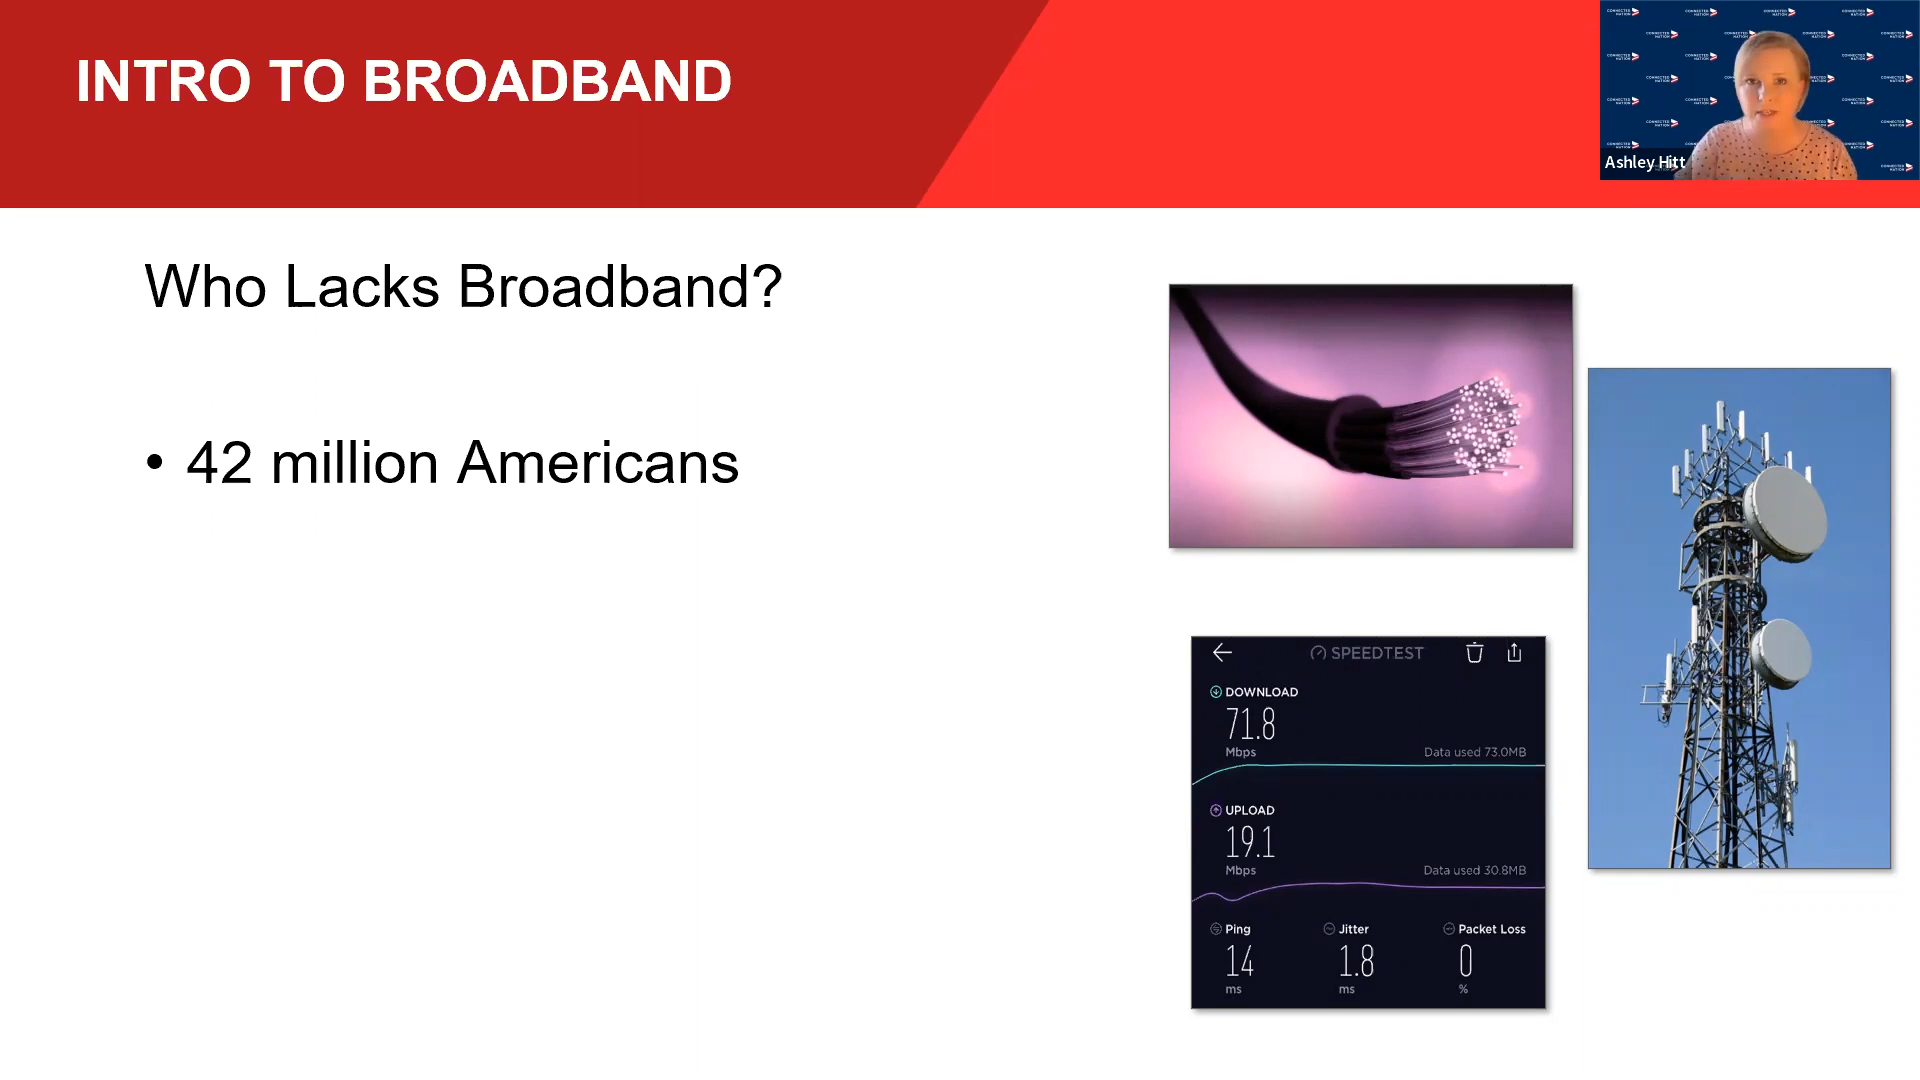 INTRO TO BROADBAND
CONNECTED NATION
Ashley Hitt
Who Lacks Broadband?
• 42 million Americans
SPEEDTEST
DOWNLOAD
71.8
Mbps
Data used 73.0MB
UPLOAD
19.1
Mbps
Data used 30.8MB
Ping Jitter Packet Loss
14 1.8 0
ms ms %